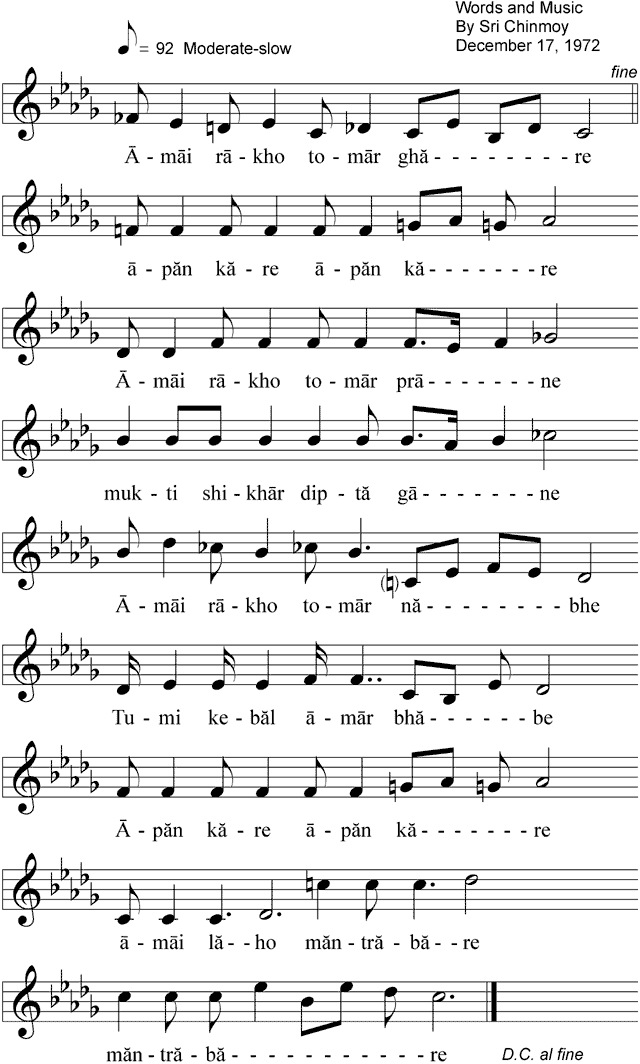 Words and Music
By Sri Chinmoy
= 92 Moderate-slow
December 17, 1972
fine
Ā - māi rā - kho to - mār ghă - - - - - - - - - re
ā - păn kă - re ā - păn kă - - - - - - - re
Ā - māi rā - kho to - mār prā - - - - - ne
muk - ti shi - khār dip - tă gā - - - - - - ne
Ā - māi rā - kho to - mār nă - - - - - - - - - bhe
Tu - mi ke - băl ā - mār bhā - - - - - - be
Ā - păn kă - re ā - păn kă - - - - - - - re
ā - māi lă - - ho măn - tră - bă - - re
măn - tră - bă - - - - - - - - - - - - re
D.C. al fine